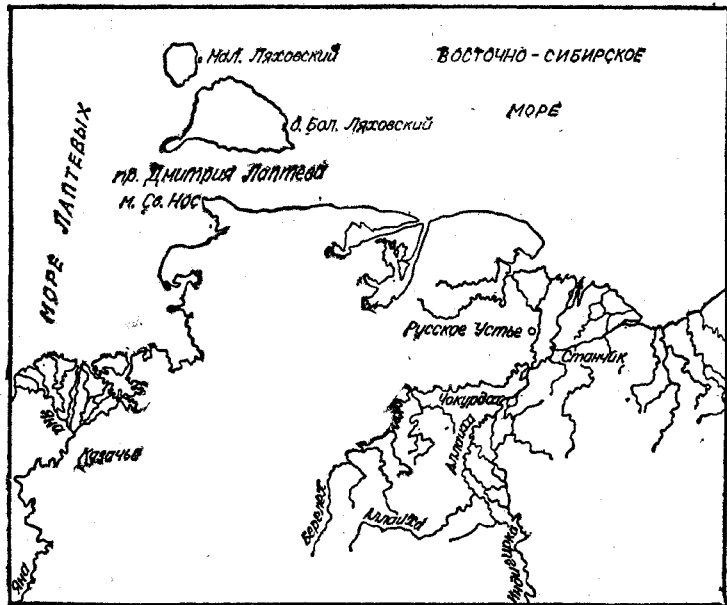 Мал. Ляховский
ВОСТОЧНО-СИБИРСКОЕ
МОРЕ
о. Бол. Ляховский
пр. Дмитрия Лаптева
м. Св. Нос
МОРЕ ЛАПТЕВЫХ
Русское Устье
Станчик
Чокурдах
Аллаиха
Яна
Казачье
Берелех
Аллаиха
Индигирка
Яна